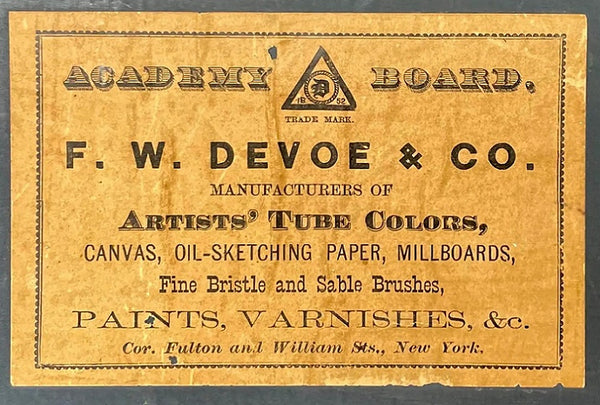 ACADEMY BOARD.
D
1852
TRADE MARK.
F. W. DEVOE & CO.
MANUFACTURERS OF
ARTISTS' TUBE COLORS,
CANVAS, OIL-SKETCHING PAPER, MILLBOARDS,
Fine Bristle and Sable Brushes,
PAINTS, VARNISHES, &c.
Cor. Fulton and William Sts., New York.